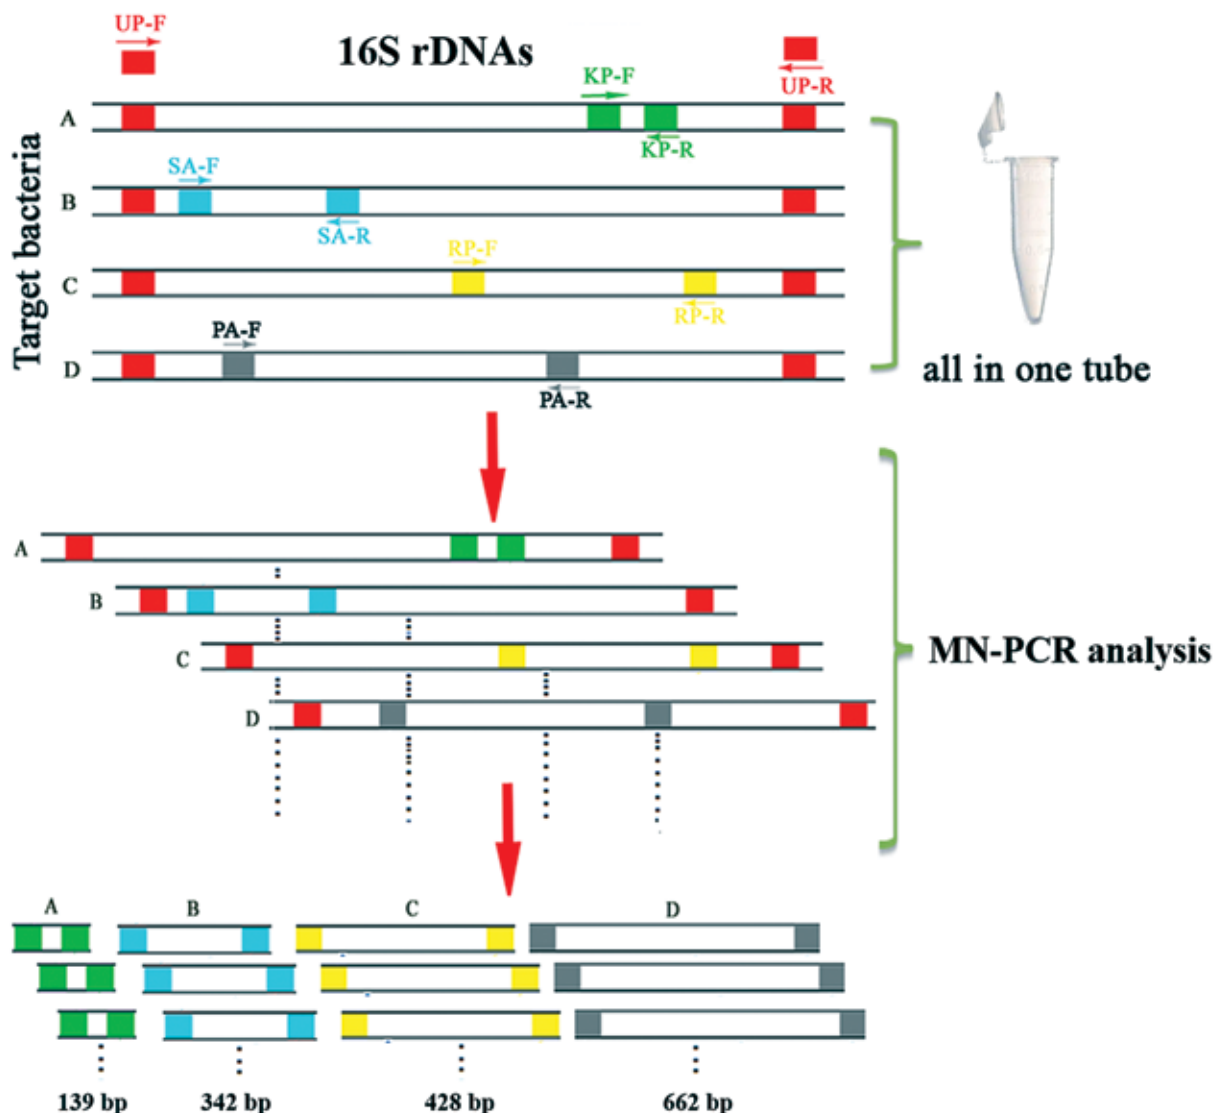 UP-F
16S rDNAs
KP-F
UP-R
A
KP-R
Target bacteria
SA-F
B
SA-R
RP-F
C
RP-R
PA-F
D
PA-R
all in one tube
A
B
C
D
MN-PCR analysis
A B C D
139 bp 342 bp 428 bp 662 bp